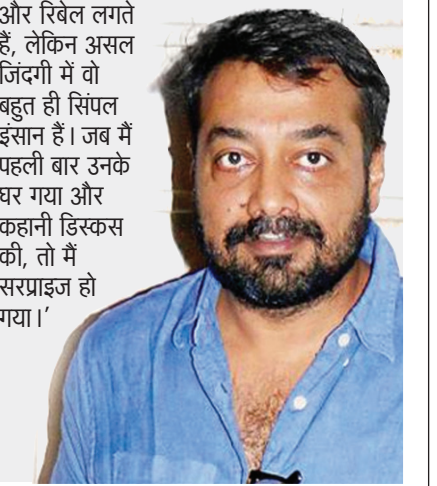 और रिबेल लगते
हैं, लेकिन असल
जिंदगी में वो
बहुत ही सिंपल
इंसान हैं। जब मैं
पहली बार उनके
घर गया और
कहानी डिस्कस
की, तो मैं
सरप्राइज हो
गया।’